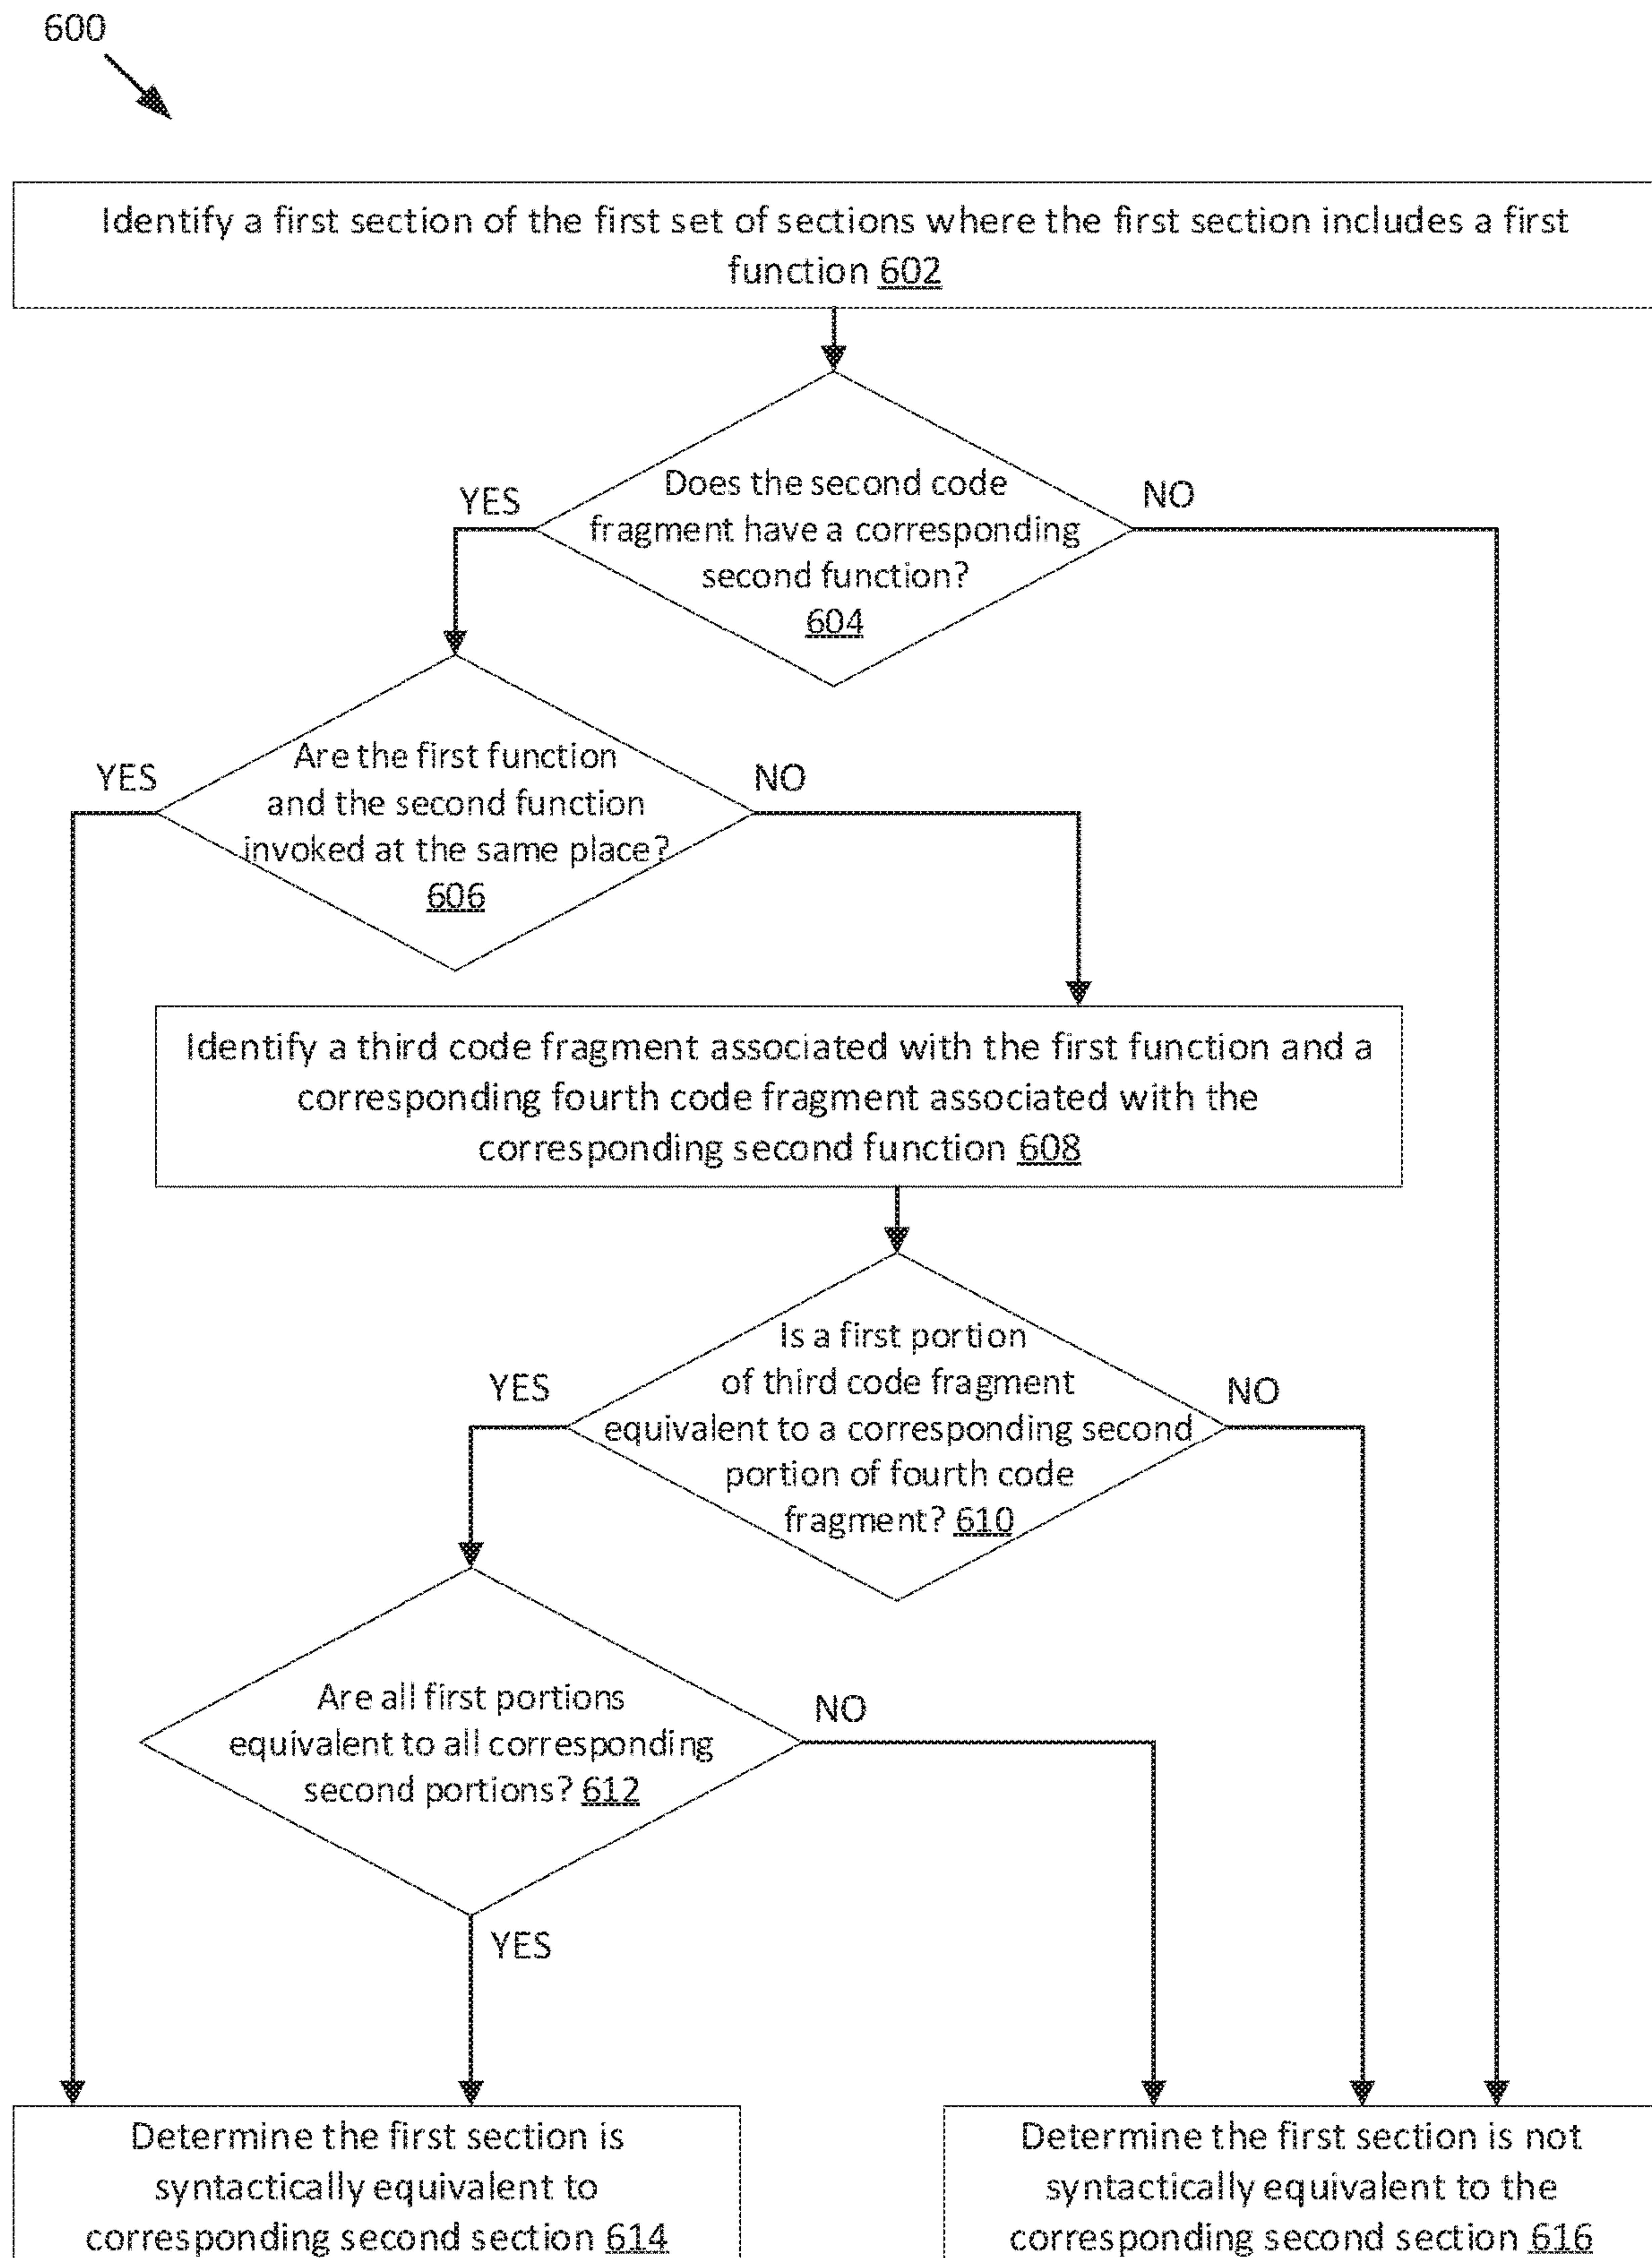 600
Identify a first section of the first set of sections where the first section includes a first
function 602
Does the second code
fragment have a corresponding
second function?
604
YES
NO
Are the first function
and the second function
invoked at the same place?
606
YES
NO
Identify a third code fragment associated with the first function and a
corresponding fourth code fragment associated with the
corresponding second function 608
Is a first portion
of third code fragment
equivalent to a corresponding second
portion of fourth code
fragment? 610
YES
NO
Are all first portions
equivalent to all corresponding
second portions? 612
NO
YES
Determine the first section is
syntactically equivalent to
corresponding second section 614
Determine the first section is not
syntactically equivalent to the
corresponding second section 616